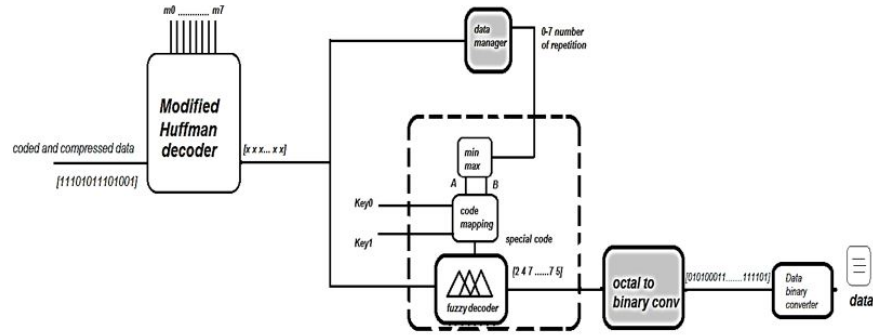 m0 ............. m7
data
manager
0-7 number
of repetition
Modified
Huffman
decoder
coded and compressed data
[x x x... x x]
[11101011101001]
min
max
A
B
Key0
code
mapping
Key1
special code
[2 4 7 ......7 5]
fuzzy decoder
octal to
binary conv
[010100011.......111101]
Data
binary
converter
data